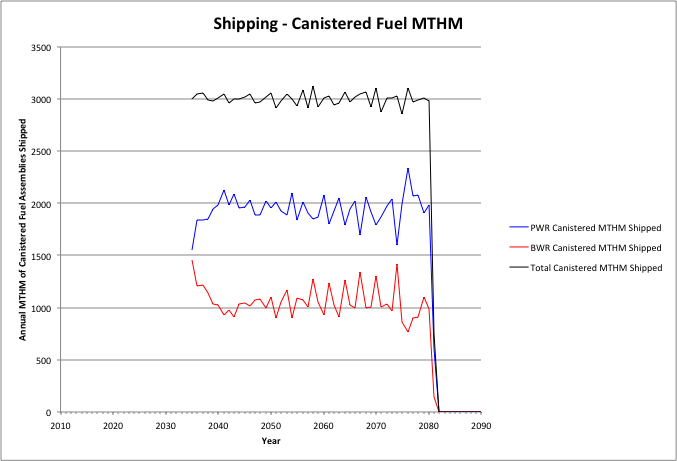 Shipping - Canistered Fuel MTHM
Annual MTHM of Canistered Fuel Assemblies Shipped
3500
3000
2500
2000
1500
1000
500
0
2010 2020 2030 2040 2050 2060 2070 2080 2090
Year
PWR Canistered MTHM Shipped
BWR Canistered MTHM Shipped
Total Canistered MTHM Shipped